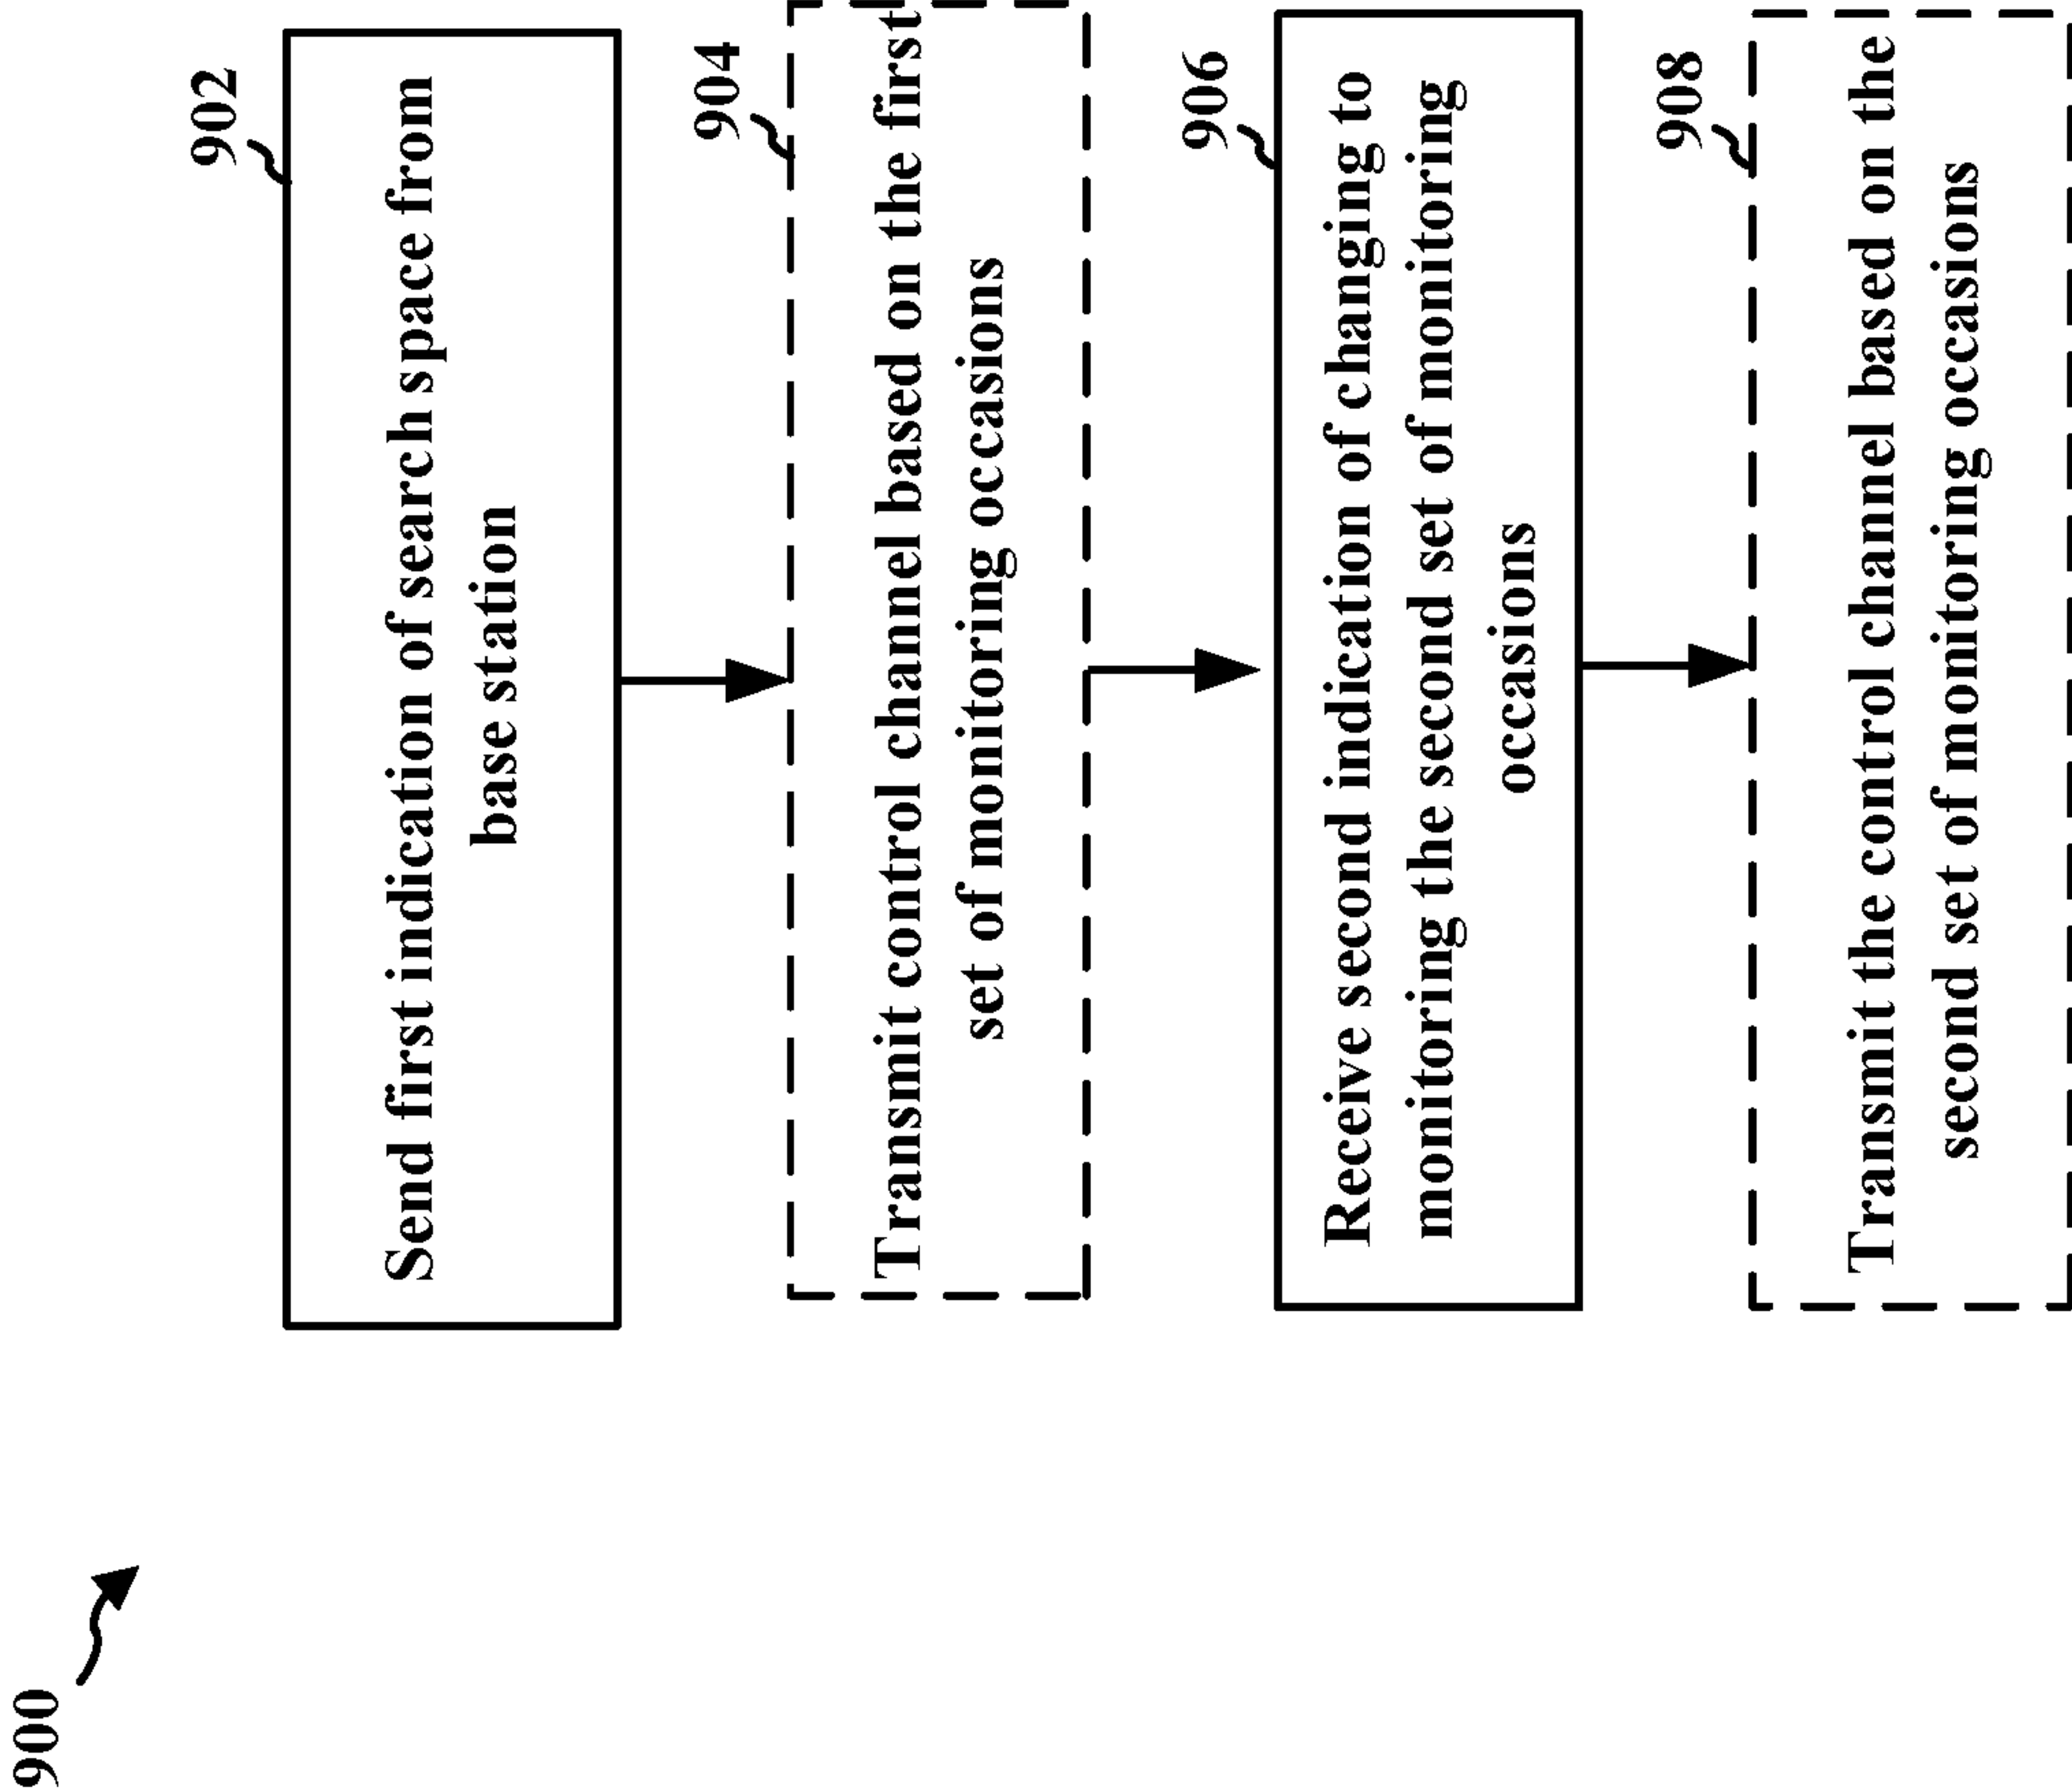 900
902
Send first indication of search space from
base station
904
Transmit control channel based on the first
set of monitoring occasions
906
Receive second indication of changing to
monitoring the second set of monitoring
occasions
908
Transmit the control channel based on the
second set of monitoring occasions